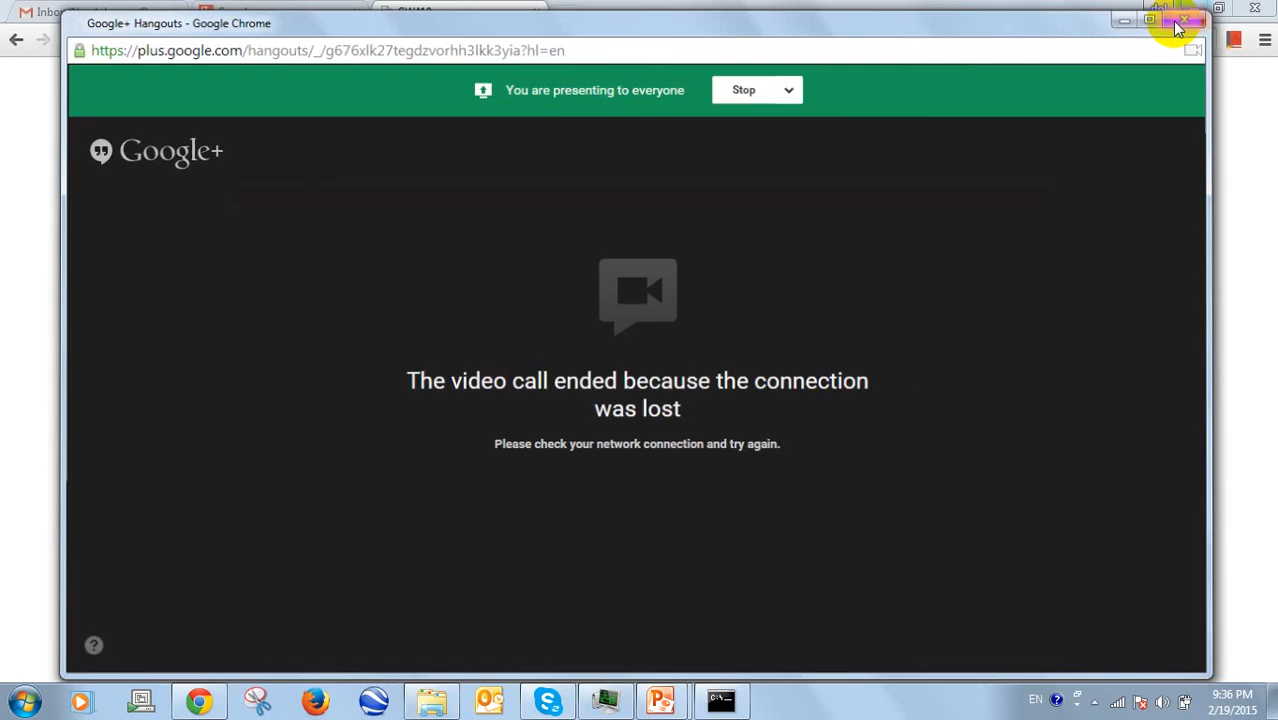 Google+ Hangouts - Google Chrome
https://plus.google.com/hangouts/_/g676xlk27tegdzvorhh3lkk3yia?hl=en
You are presenting to everyone
Stop
Google+
The video call ended because the connection
was lost
Please check your network connection and try again.
?
EN
9:36 PM
2/19/2015